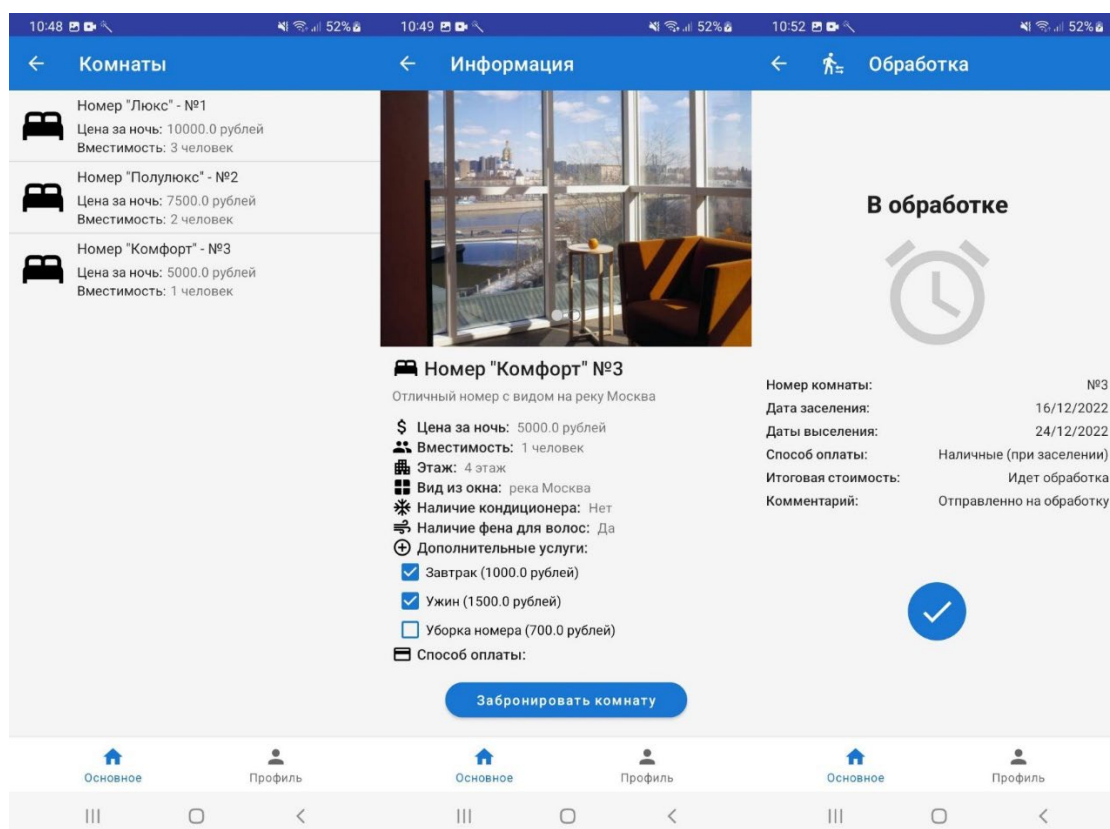 10:48 52%
Комнаты
Номер "Люкс" - №1
Цена за ночь: 10000.0 рублей
Вместимость: 3 человек
Номер "Полулюкс" - №2
Цена за ночь: 7500.0 рублей
Вместимость: 2 человек
Номер "Комфорт" - №3
Цена за ночь: 5000.0 рублей
Вместимость: 1 человек
Основное Профиль
10:49 52%
Информация
Номер "Комфорт" №3
Отличный номер с видом на реку Москва
Цена за ночь: 5000.0 рублей
Вместимость: 1 человек
Этаж: 4 этаж
Вид из окна: река Москва
Наличие кондиционера: Нет
Наличие фена для волос: Да
Дополнительные услуги:
Завтрак (1000.0 рублей)
Ужин (1500.0 рублей)
Уборка номера (700.0 рублей)
Способ оплаты:
Забронировать комнату
Основное Профиль
10:52 52%
Обработка
В обработке
Номер комнаты: №3
Дата заселения: 16/12/2022
Даты выселения: 24/12/2022
Способ оплаты: Наличные (при заселении)
Итоговая стоимость: Идет обработка
Комментарий: Отправленно на обработку
Основное Профиль